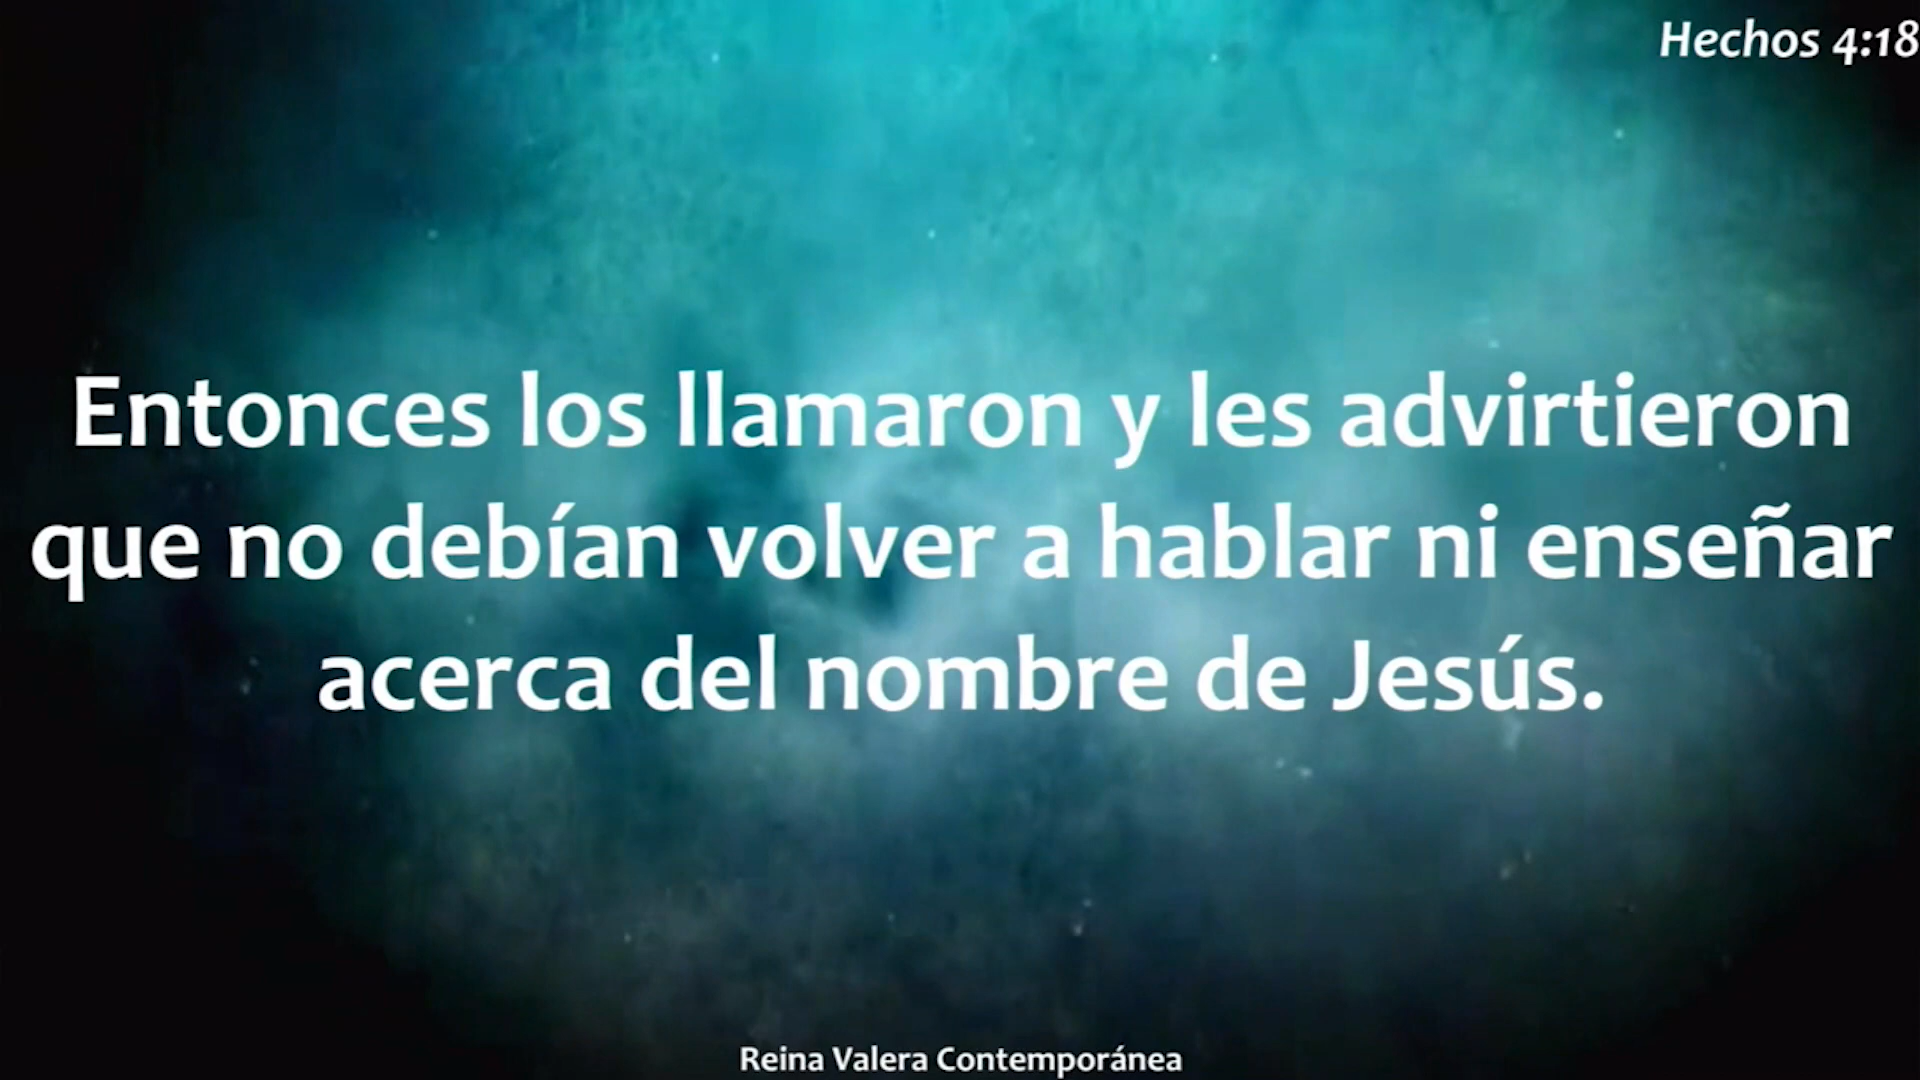 Hechos 4:18
Entonces los llamaron y les advirtieron
que no debían volver a hablar ni enseñar
acerca del nombre de Jesús.
Reina Valera Contemporánea